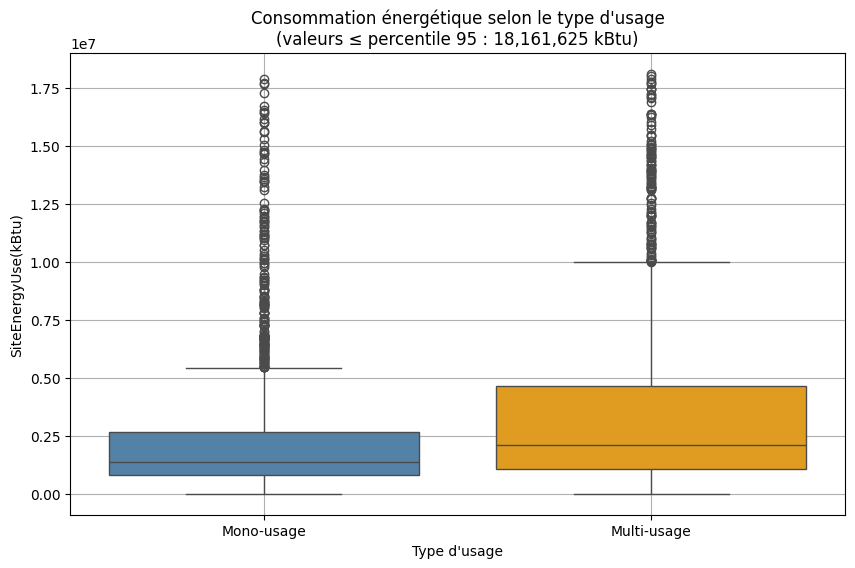 Consommation énergétique selon le type d'usage
(valeurs ≤ percentile 95 : 18,161,625 kBtu)
1e7
1.75
1.50
1.25
1.00
0.75
0.50
0.25
0.00
SiteEnergyUse(kBtu)
Mono-usage
Multi-usage
Type d'usage